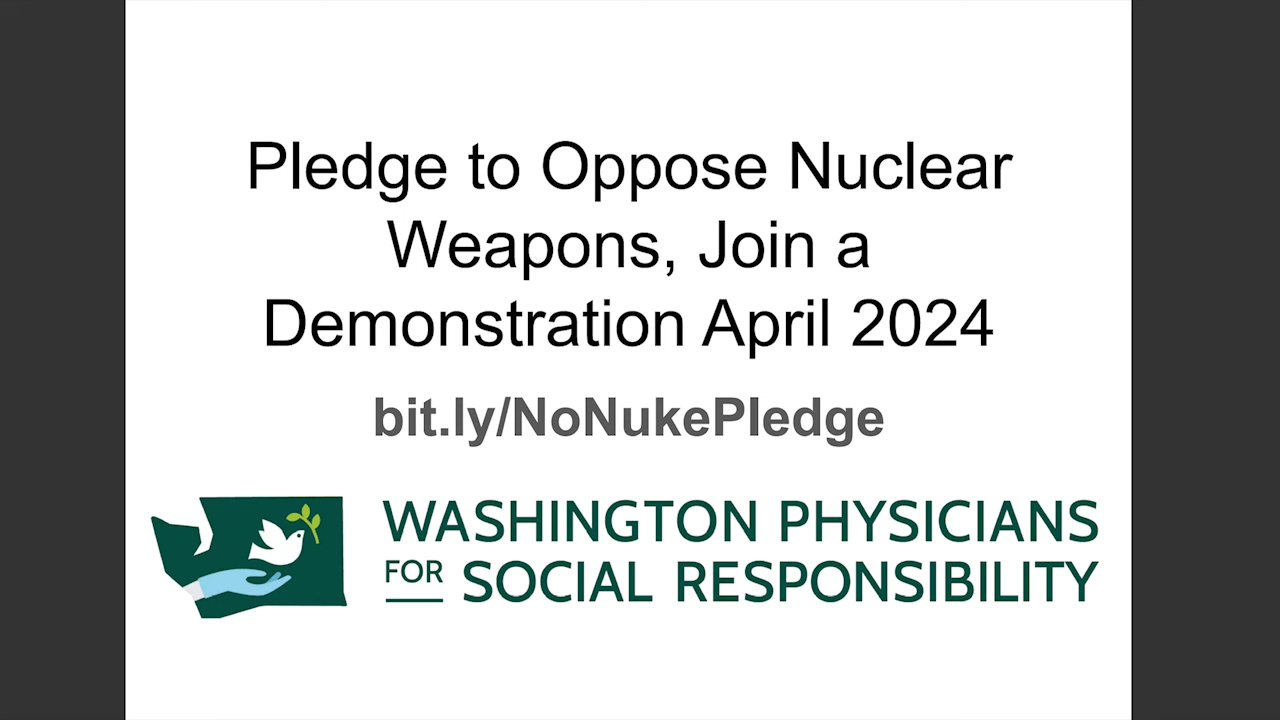 Pledge to Oppose Nuclear
Weapons, Join a
Demonstration April 2024
bit.ly/NoNukePledge
WASHINGTON PHYSICIANS
FOR SOCIAL RESPONSIBILITY